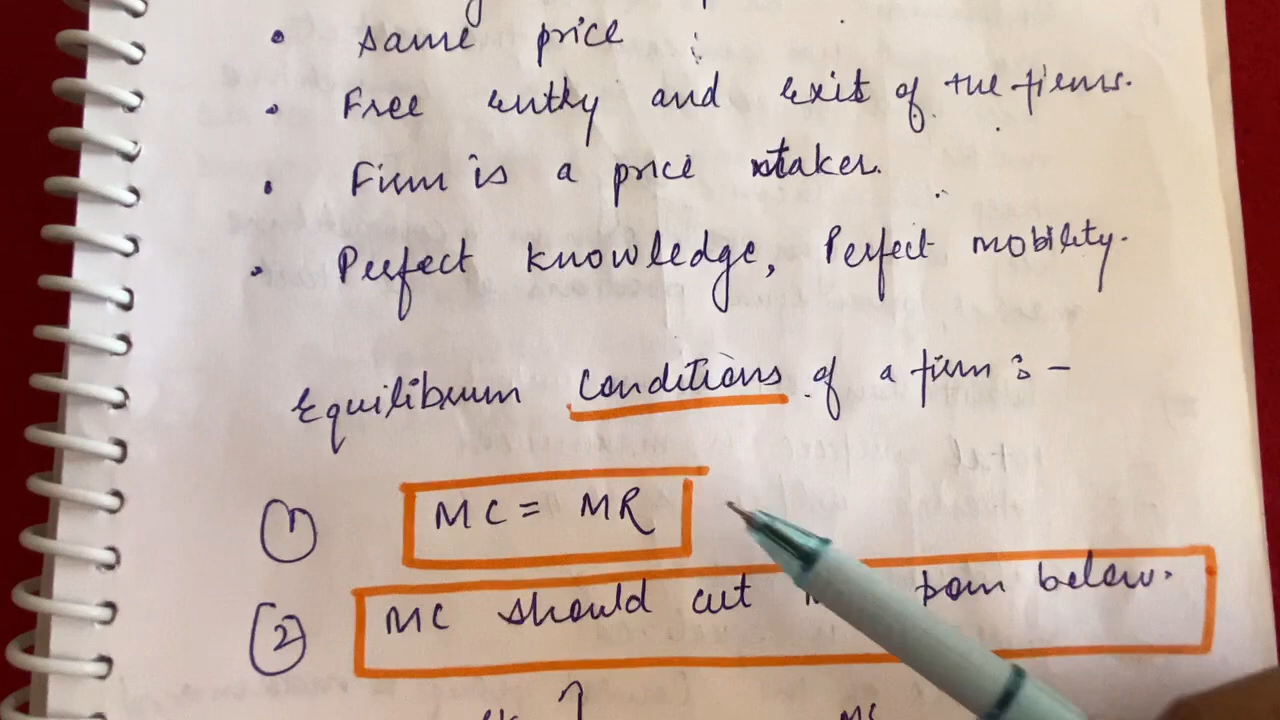 • same price
• Free entry and exit of the firms.
• Firm is a price taker.
• Perfect knowledge, Perfect mobility.
Equilibrium conditions of a firm :-
① MC = MR
② MC should cut from below.
MC